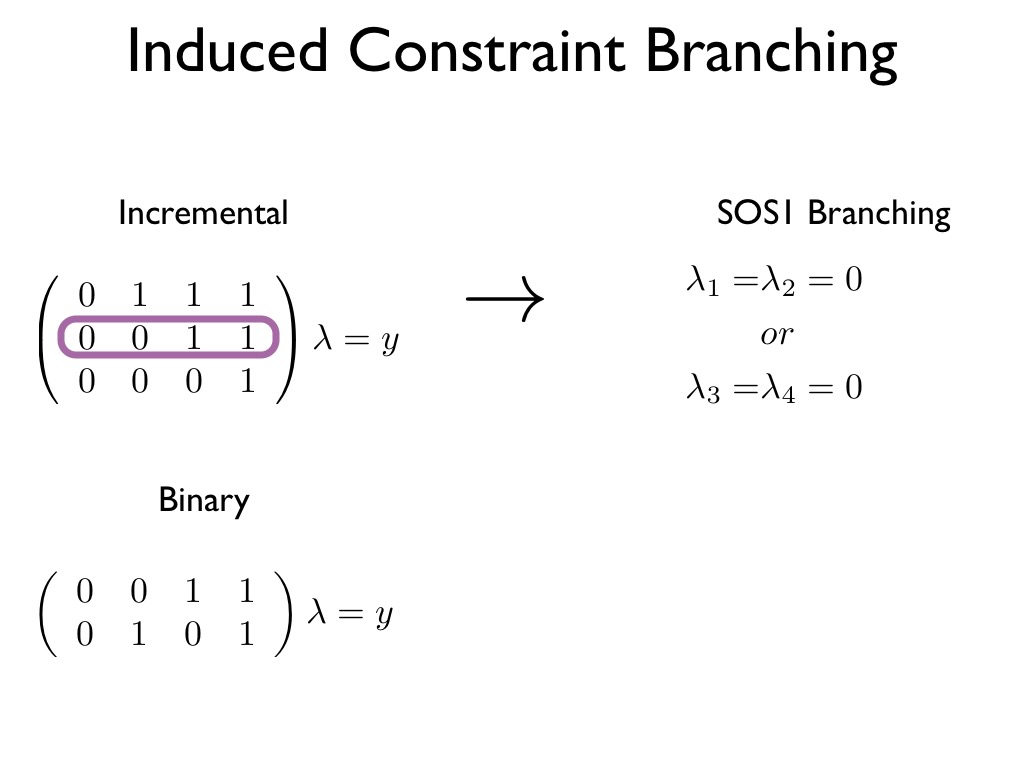 Induced Constraint Branching
Incremental
SOS1 Branching
0 1 1 1
0 0 1 1
0 0 0 1
λ = y
λ₁ =λ₂ = 0
or
λ₃ =λ₄ = 0
Binary
0 0 1 1
0 1 0 1
λ = y